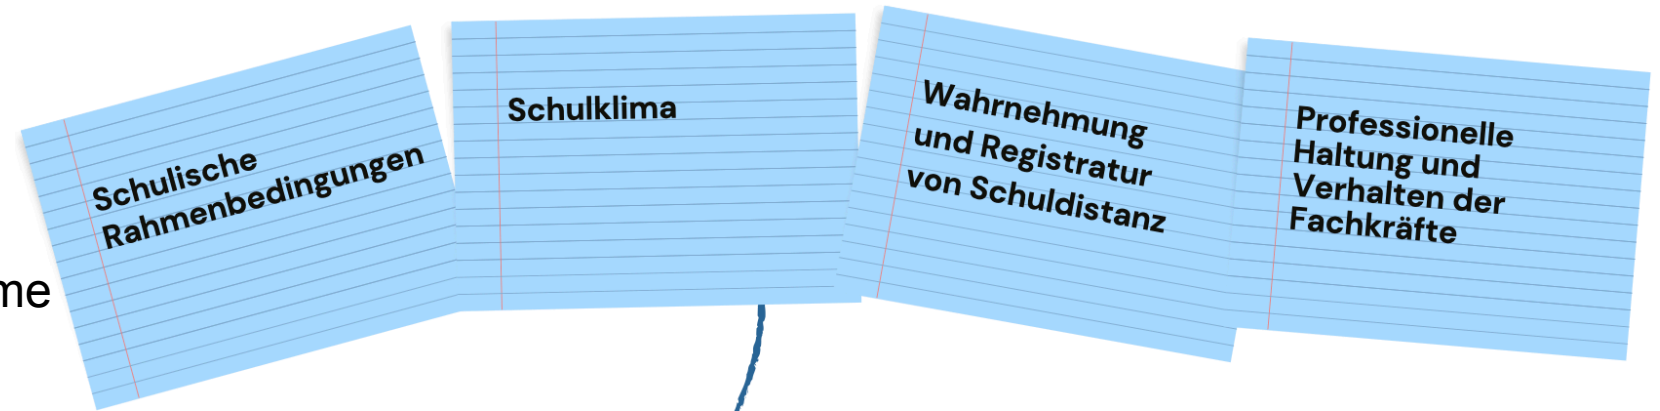 Schulische
Rahmenbedingungen
Schulklima
Wahrnehmung
und Registratur
von Schuldistanz
Professionelle
Haltung und
Verhalten der
Fachkräfte
me